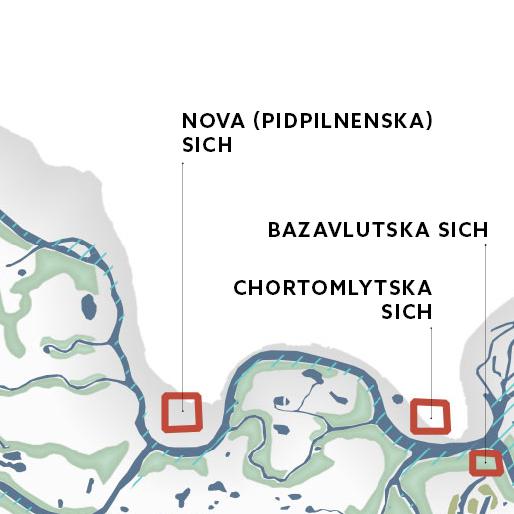 NOVA (PIDPILNENSKA)
SICH
BAZAVLUTSKA SICH
CHORTOMLYTSKA
SICH